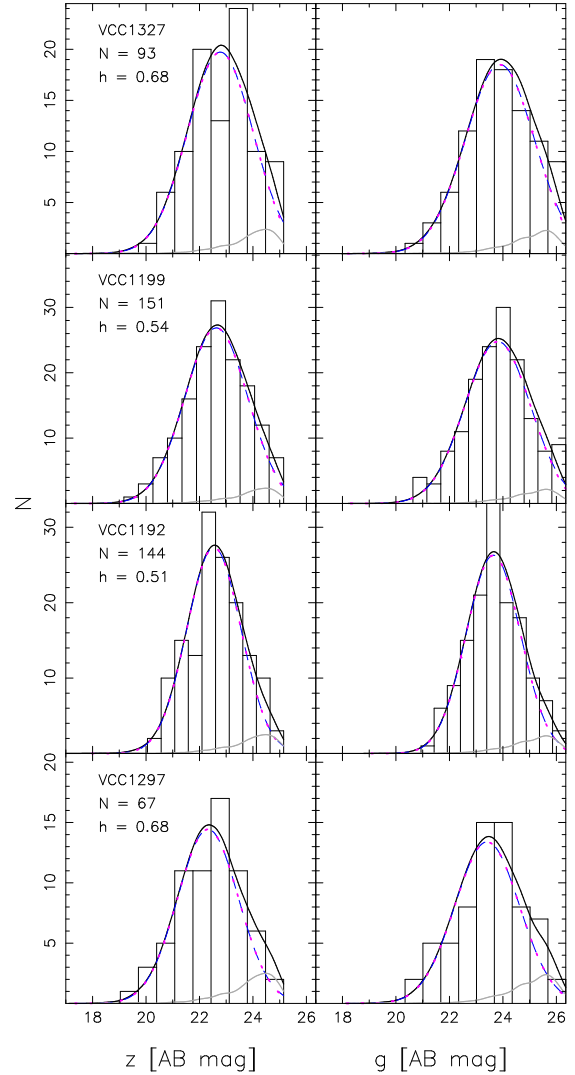 VCC1327
N = 93
h = 0.68
20
15
10
5
VCC1199
N = 151
h = 0.54
30
20
10
N
VCC1192
N = 144
h = 0.51
30
20
10
0
VCC1297
N = 67
h = 0.68
20
15
10
5
18 20 22 24 26 18 20 22 24 26
z [AB mag] g [AB mag]